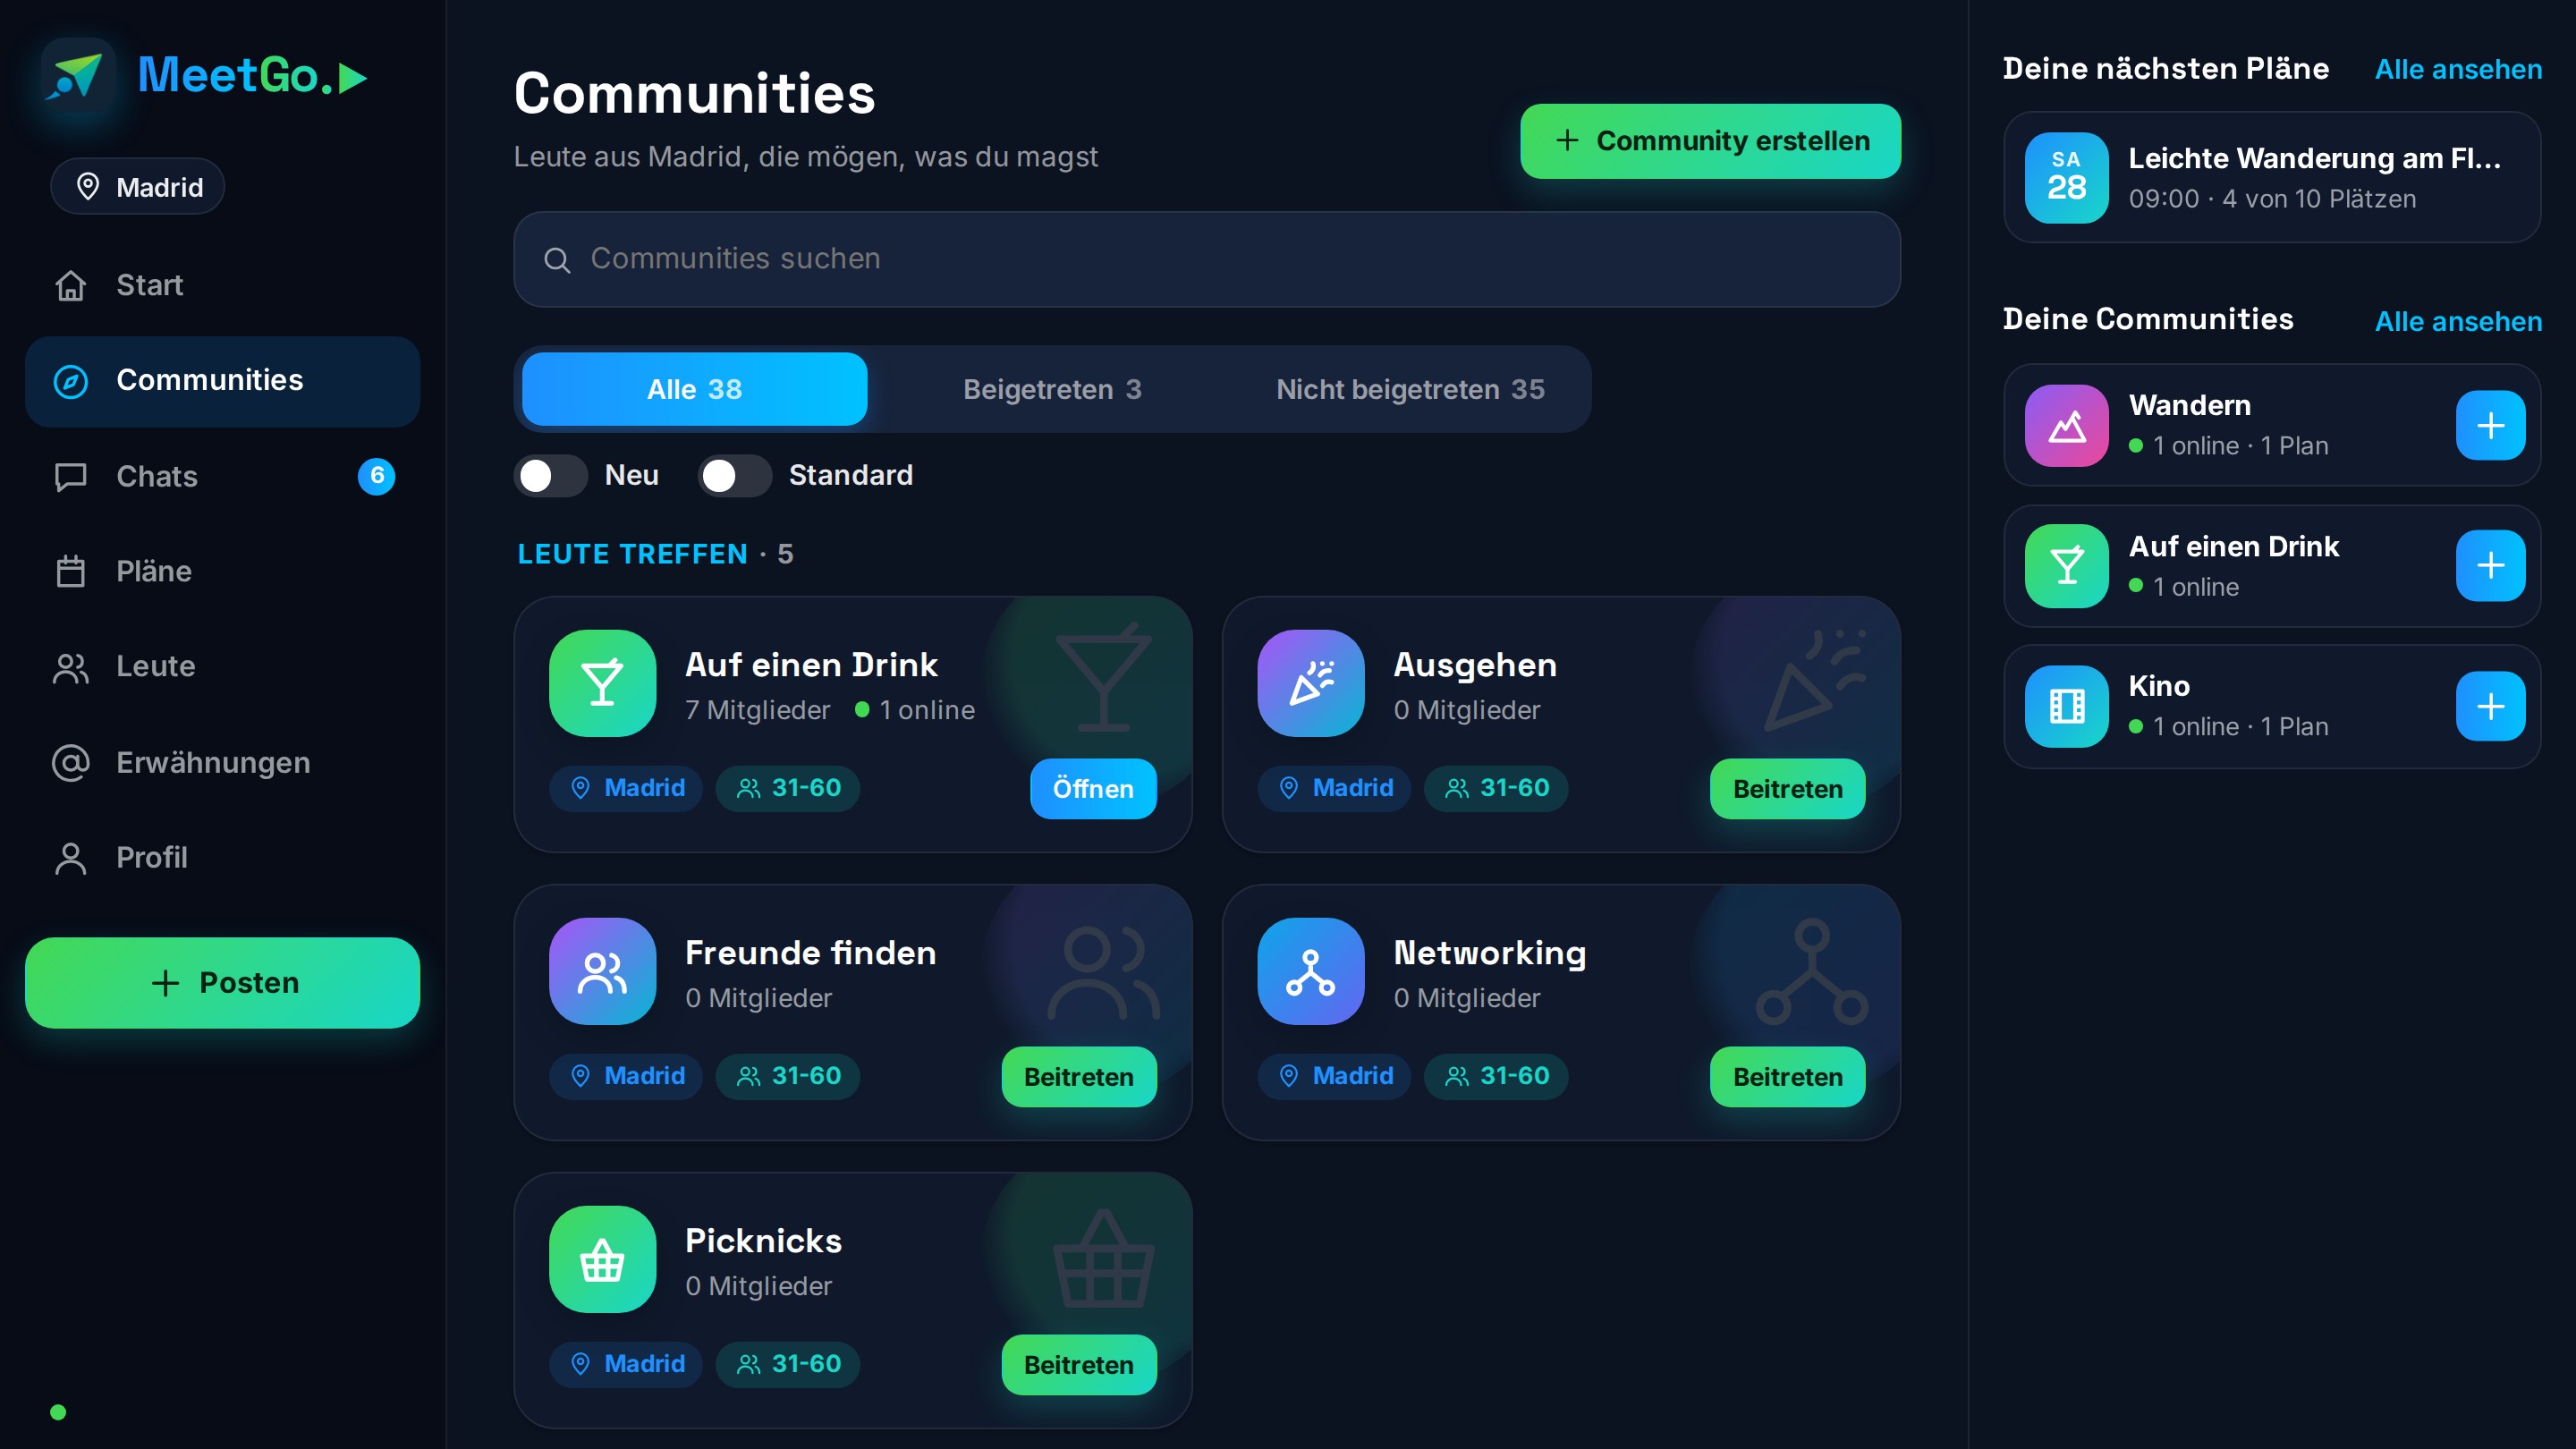 MeetGo.
Madrid
Start
Communities
Chats
6
Pläne
Leute
Erwähnungen
Profil
Posten
Communities
Leute aus Madrid, die mögen, was du magst
Community erstellen
Communities suchen
Alle 38
Beigetreten 3
Nicht beigetreten 35
Neu
Standard
LEUTE TREFFEN · 5
Auf einen Drink
7 Mitglieder 1 online
Madrid
31-60
Öffnen
Ausgehen
0 Mitglieder
Madrid
31-60
Beitreten
Freunde finden
0 Mitglieder
Madrid
31-60
Beitreten
Networking
0 Mitglieder
Madrid
31-60
Beitreten
Picknicks
0 Mitglieder
Madrid
31-60
Beitreten
Deine nächsten Pläne
Alle ansehen
SA
28
Leichte Wanderung am Fl...
09:00 · 4 von 10 Plätzen
Deine Communities
Alle ansehen
Wandern
1 online · 1 Plan
Auf einen Drink
1 online
Kino
1 online · 1 Plan